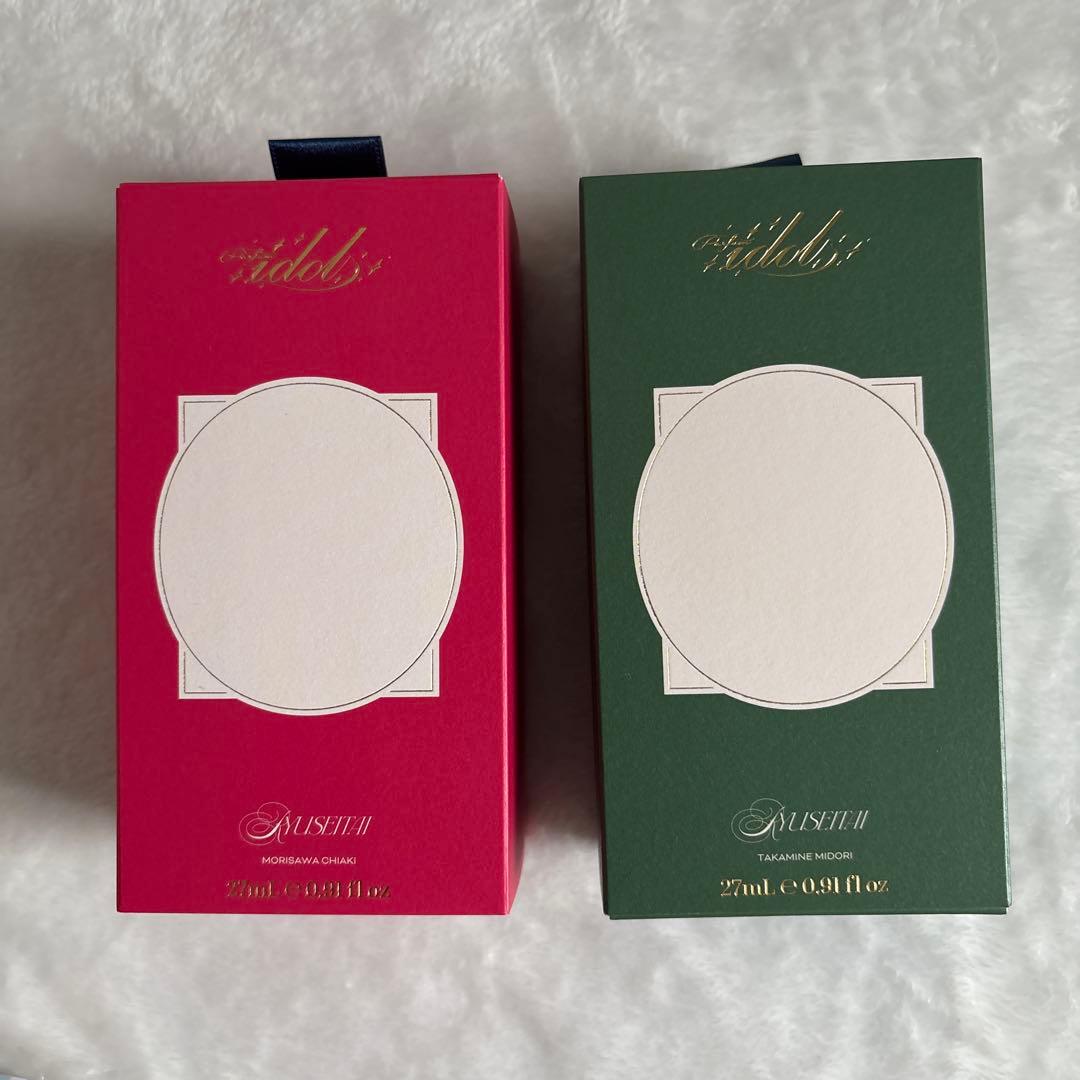 idol
RYUSEITAI
MORISAWA CHIAKI
27mL e 0.91 fl oz
idol
RYUSEITAI
TAKAMINE MIDORI
27mL e 0.91 fl oz